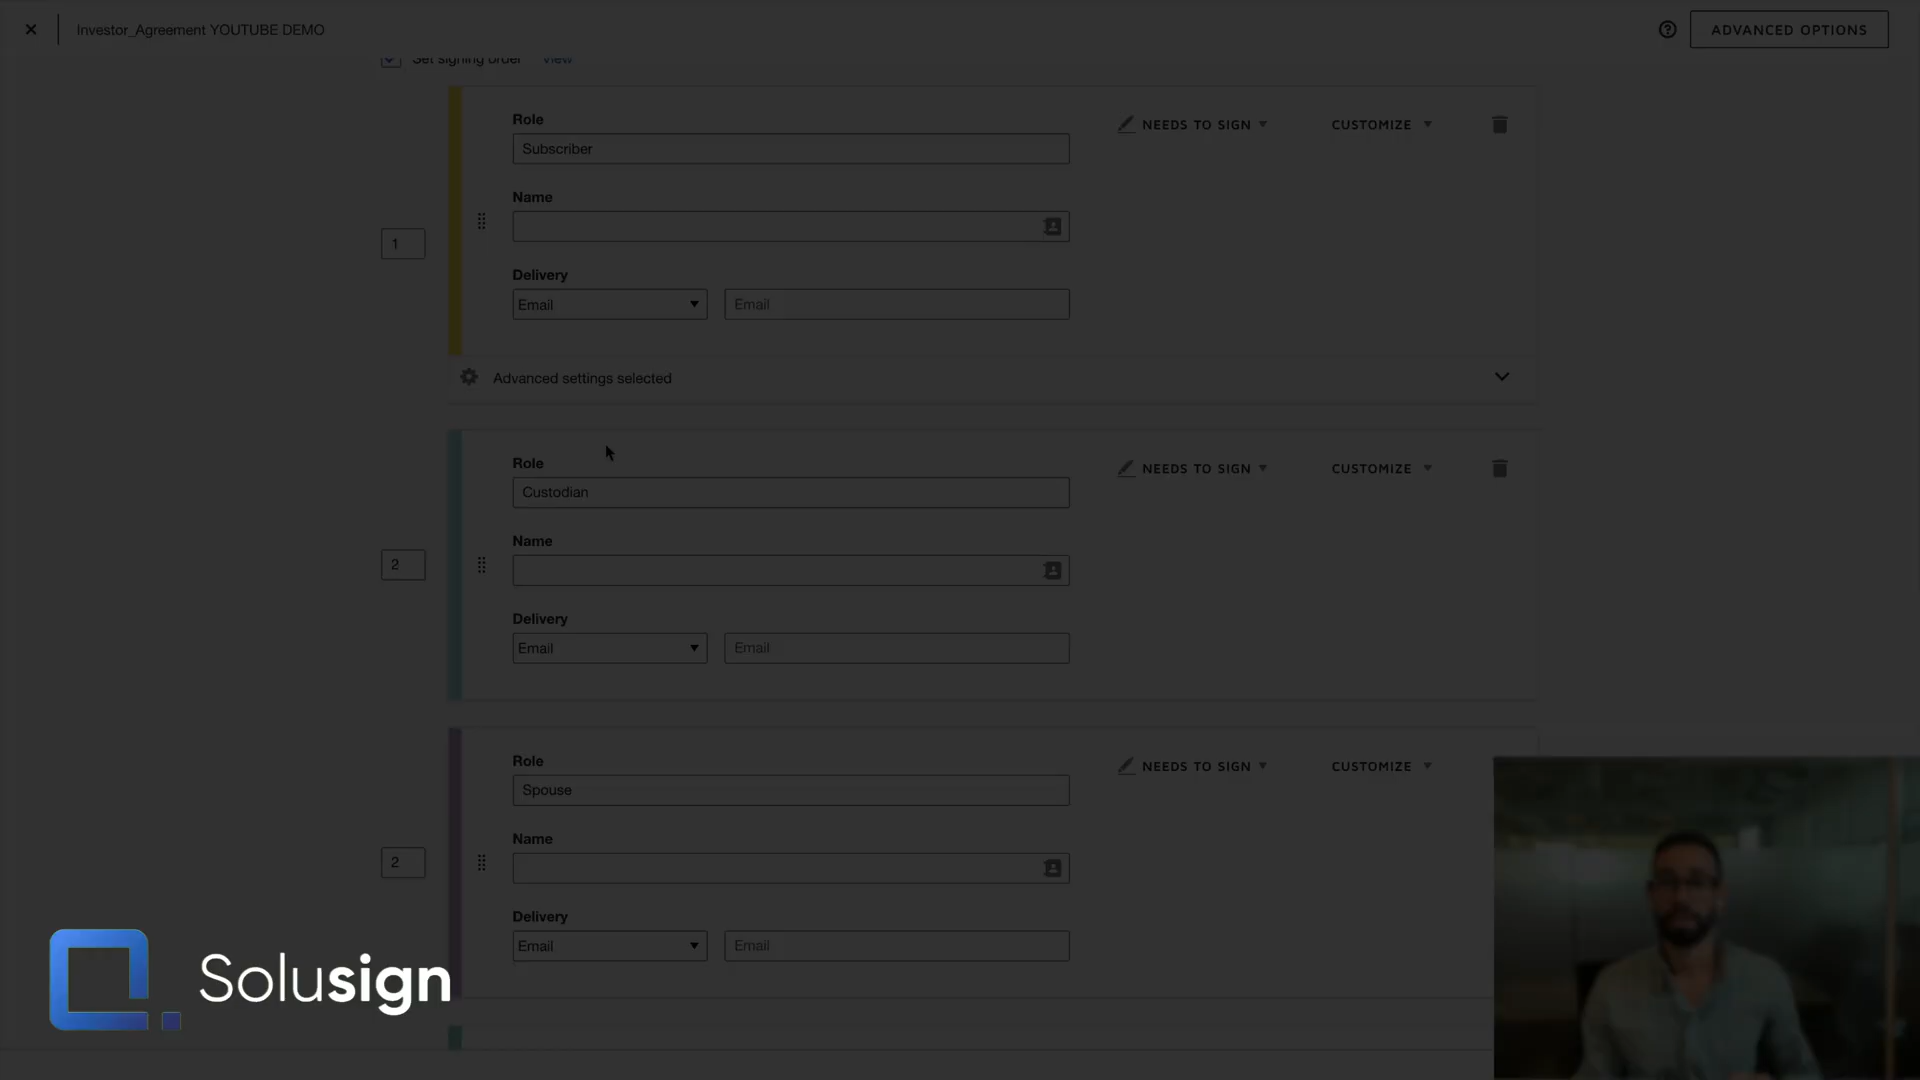 Investor_Agreement YOUTUBE DEMO
ADVANCED OPTIONS
Set signing order View
Role
Subscriber
NEEDS TO SIGN
CUSTOMIZE
Name
1
Delivery
Email
Email
Advanced settings selected
Role
Custodian
NEEDS TO SIGN
CUSTOMIZE
Name
2
Delivery
Email
Email
Role
Spouse
NEEDS TO SIGN
CUSTOMIZE
Name
2
Delivery
Email
Email
Solusign